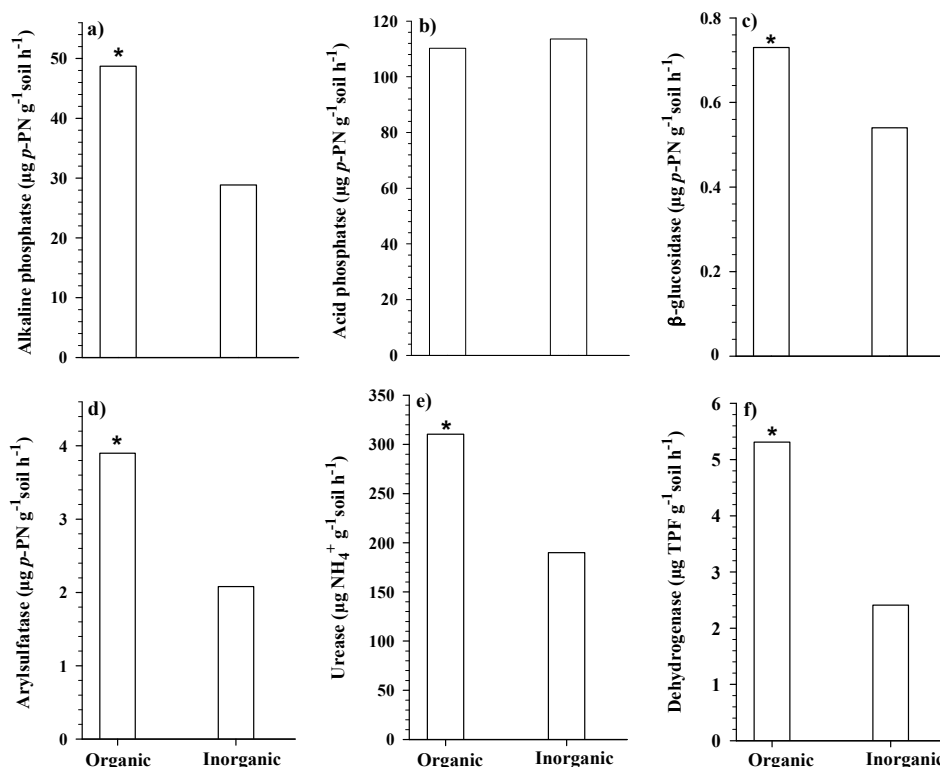 a)
Alkaline phosphatse (µg p-PN g⁻¹soil h⁻¹)
50
40
30
20
10
0
*
b)
Acid phosphatse (µg p-PN g⁻¹soil h⁻¹)
120
100
80
60
40
20
0
c)
β-glucosidase (µg p-PN g⁻¹soil h⁻¹)
0.8
0.6
0.4
0.2
0
*
d)
Arylsulfatase (µg p-PN g⁻¹soil h⁻¹)
4
3
2
1
0
*
Organic Inorganic
e)
Urease (µg NH₄⁺ g⁻¹soil h⁻¹)
350
300
250
200
150
100
50
0
*
Organic Inorganic
f)
Dehydrogenase (µg TPF g⁻¹soil h⁻¹)
6
5
4
3
2
1
0
*
Organic Inorganic